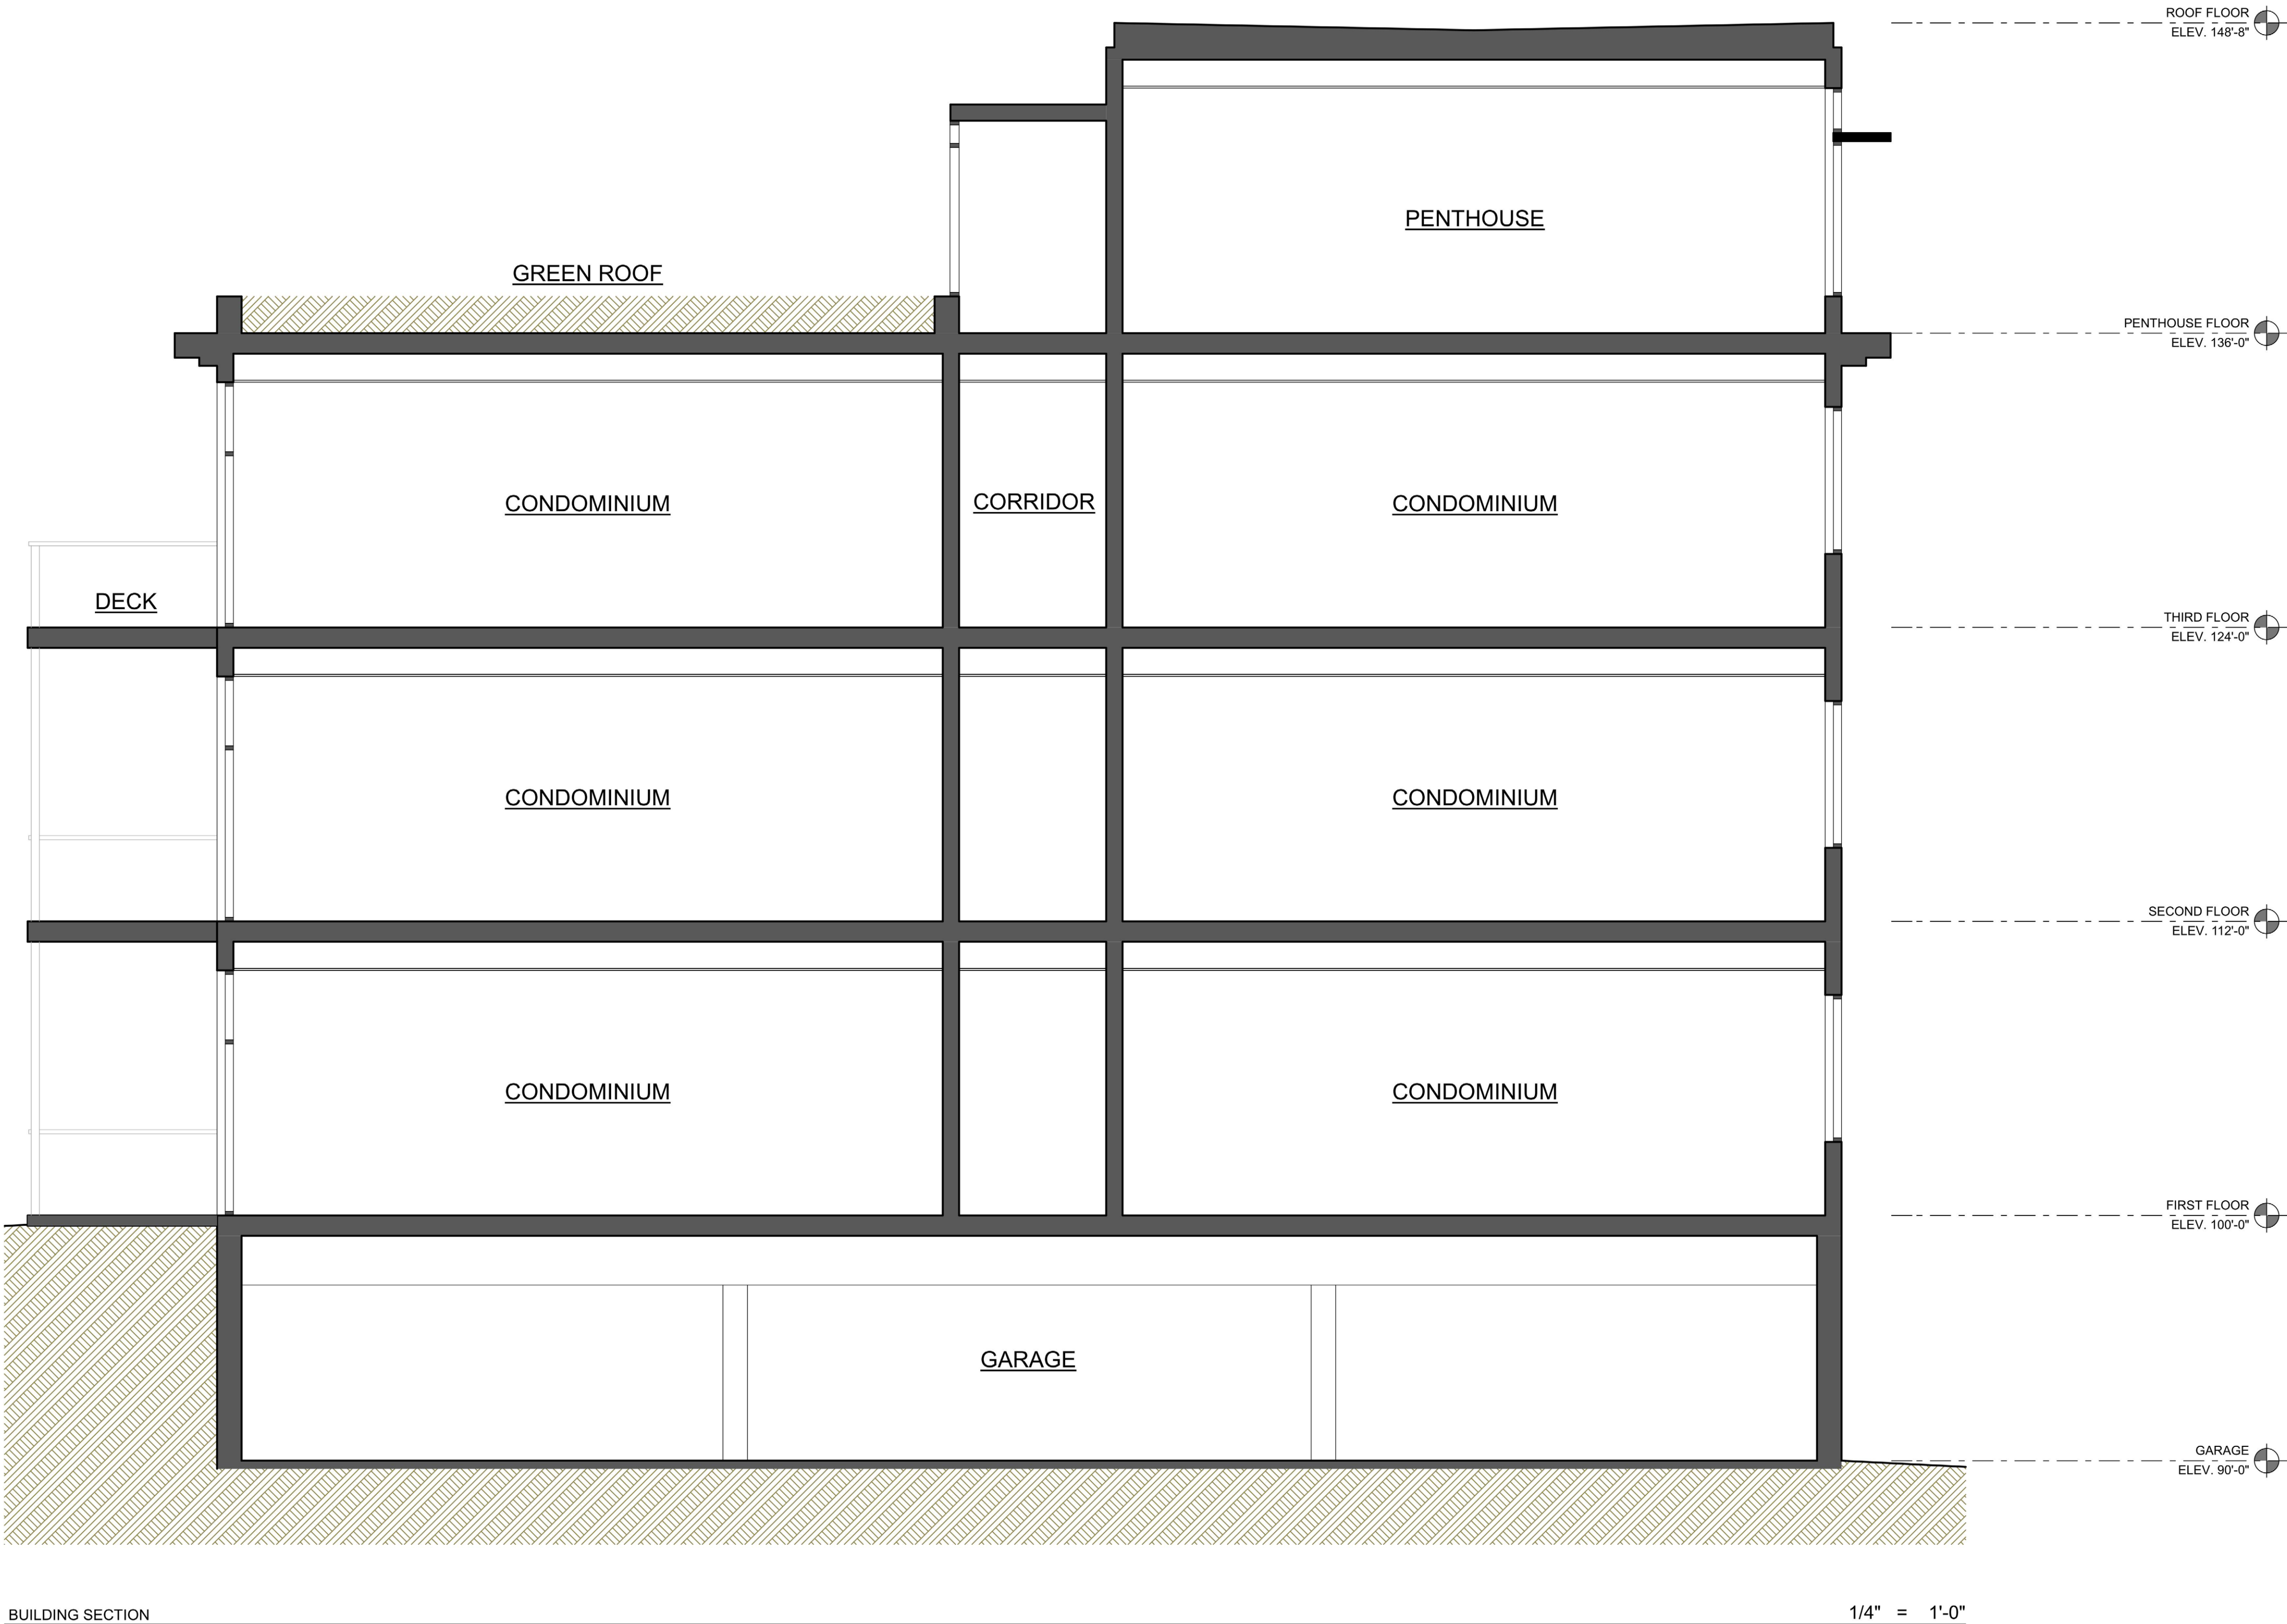 ROOF FLOOR
ELEV. 148'-8"
PENTHOUSE
GREEN ROOF
PENTHOUSE FLOOR
ELEV. 136'-0"
CONDOMINIUM
CORRIDOR
CONDOMINIUM
DECK
THIRD FLOOR
ELEV. 124'-0"
CONDOMINIUM
CONDOMINIUM
SECOND FLOOR
ELEV. 112'-0"
CONDOMINIUM
CONDOMINIUM
FIRST FLOOR
ELEV. 100'-0"
GARAGE
GARAGE
ELEV. 90'-0"
BUILDING SECTION
1/4" = 1'-0"